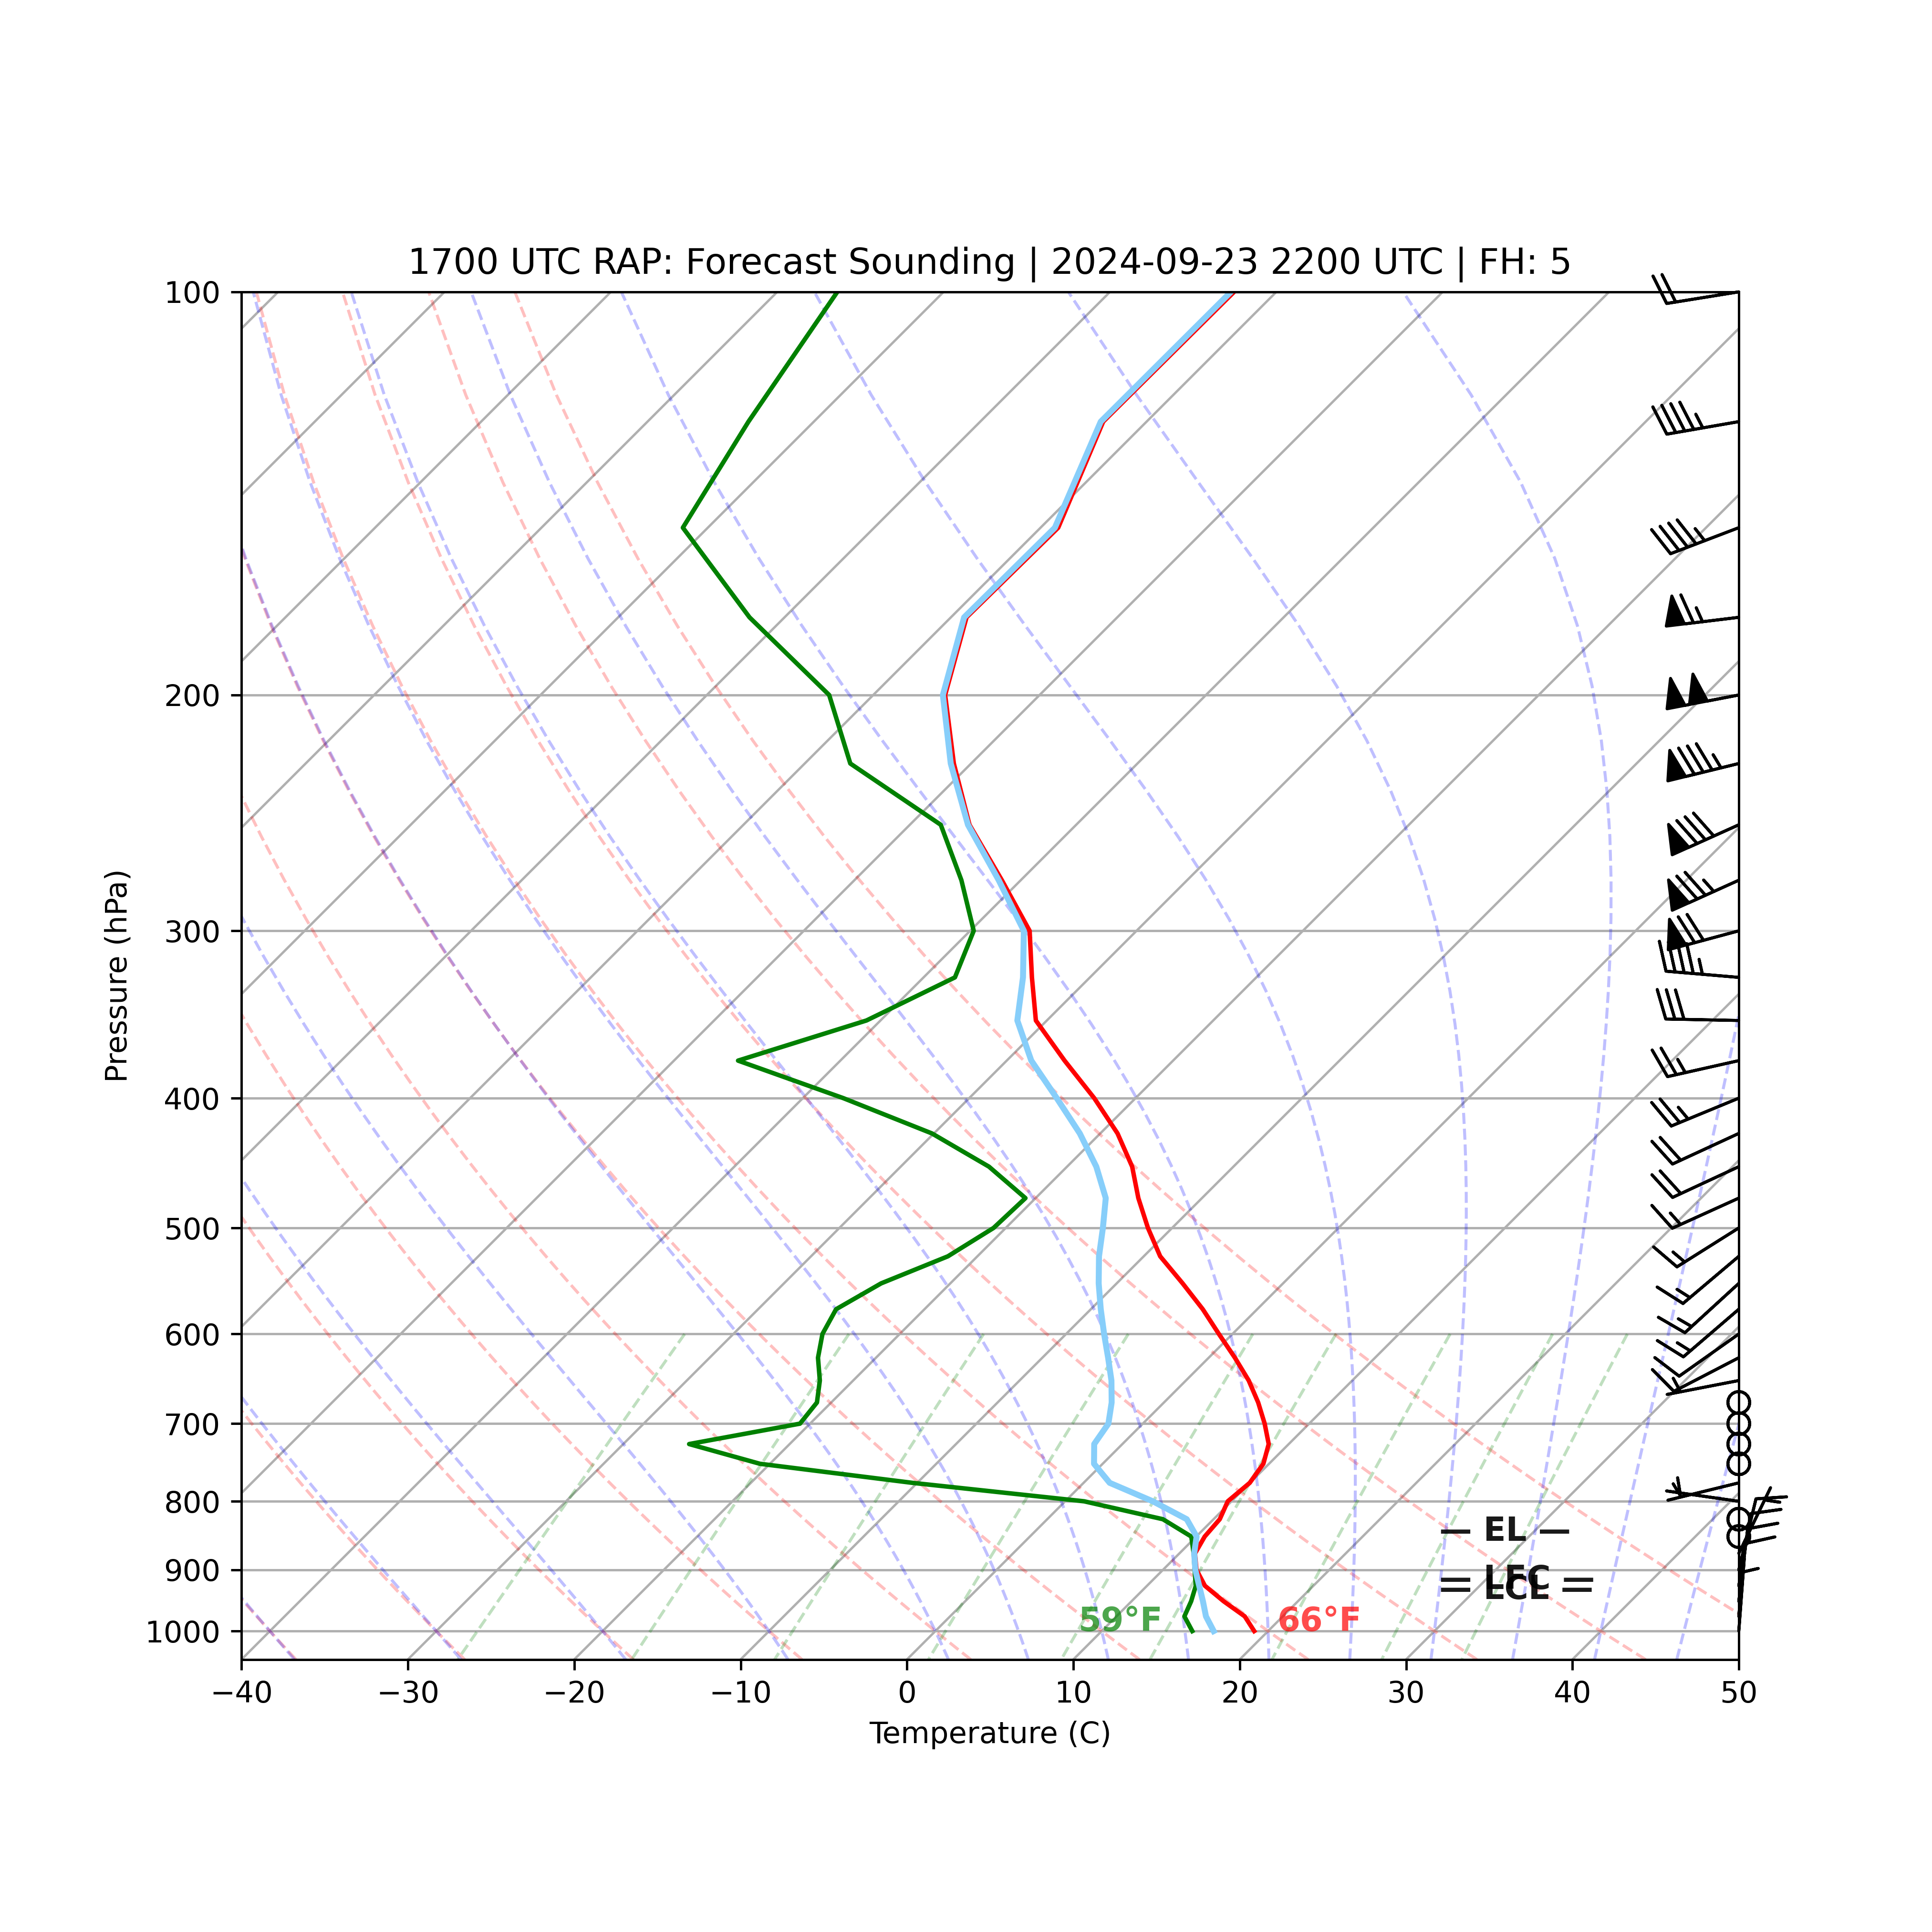 1700 UTC RAP: Forecast Sounding | 2024-09-23 2200 UTC | FH: 5
100
200
300
400
500
600
700
800
900
1000
Pressure (hPa)
— EL —
— LFC —
— LCL —
59°F
66°F
−40 −30 −20 −10 0 10 20 30 40 50
Temperature (C)